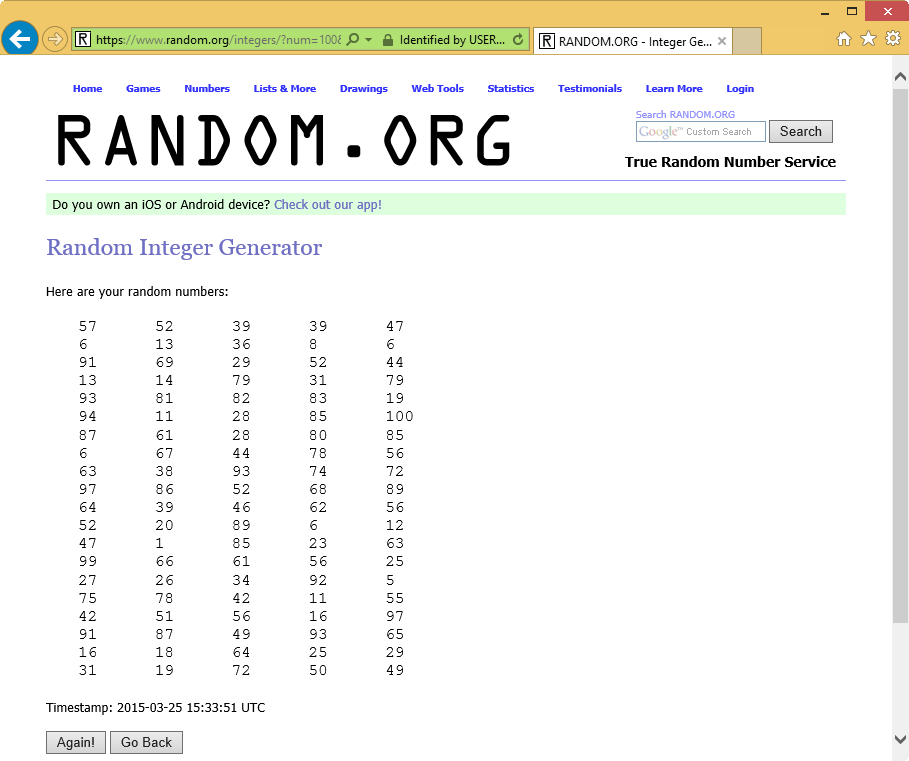 https://www.random.org/integers/?num=100& Identified by USER... RANDOM.ORG - Integer Ge...
Home Games Numbers Lists & More Drawings Web Tools Statistics Testimonials Learn More Login
Search RANDOM.ORG
RANDOM.ORG
Google™ Custom Search Search
True Random Number Service
Do you own an iOS or Android device? Check out our app!
Random Integer Generator
Here are your random numbers:
57 52 39 39 47
6 13 36 8 6
91 69 29 52 44
13 14 79 31 79
93 81 82 83 19
94 11 28 85 100
87 61 28 80 85
6 67 44 78 56
63 38 93 74 72
97 86 52 68 89
64 39 46 62 56
52 20 89 6 12
47 1 85 23 63
99 66 61 56 25
27 26 34 92 5
75 78 42 11 55
42 51 56 16 97
91 87 49 93 65
16 18 64 25 29
31 19 72 50 49
Timestamp: 2015-03-25 15:33:51 UTC
Again! Go Back